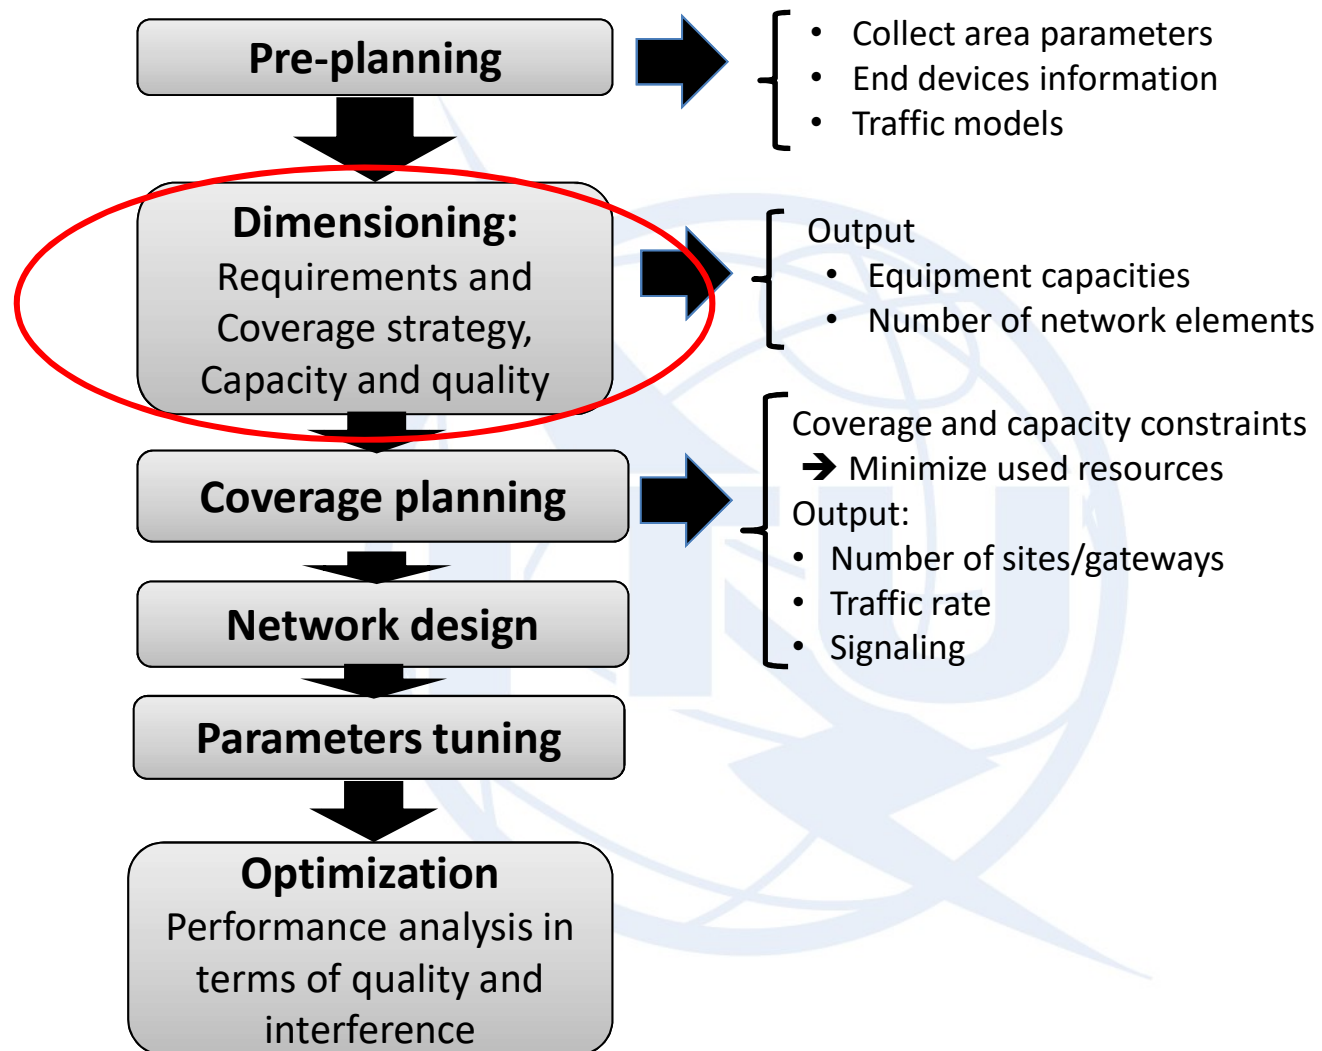 Pre-planning
• Collect area parameters
• End devices information
• Traffic models
Dimensioning:
Requirements and
Coverage strategy,
Capacity and quality
Output
• Equipment capacities
• Number of network elements
Coverage planning
Coverage and capacity constraints
➔ Minimize used resources
Output:
• Number of sites/gateways
• Traffic rate
• Signaling
Network design
Parameters tuning
Optimization
Performance analysis in
terms of quality and
interference
ITU